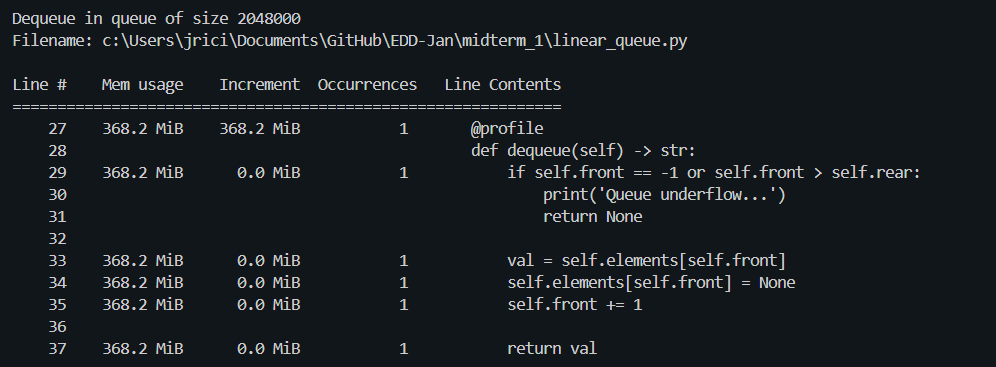 Dequeue in queue of size 2048000
Filename: c:\Users\jrici\Documents\GitHub\EDD-Jan\midterm_1\linear_queue.py

Line #    Mem usage    Increment  Occurrences   Line Contents
=============================================================
    27    368.2 MiB    368.2 MiB           1       @profile
    28                                             def dequeue(self) -> str:
    29    368.2 MiB      0.0 MiB           1           if self.front == -1 or self.front > self.rear:
    30                                                     print('Queue underflow...')
    31                                                     return None
    32
    33    368.2 MiB      0.0 MiB           1           val = self.elements[self.front]
    34    368.2 MiB      0.0 MiB           1           self.elements[self.front] = None
    35    368.2 MiB      0.0 MiB           1           self.front += 1
    36
    37    368.2 MiB      0.0 MiB           1           return val